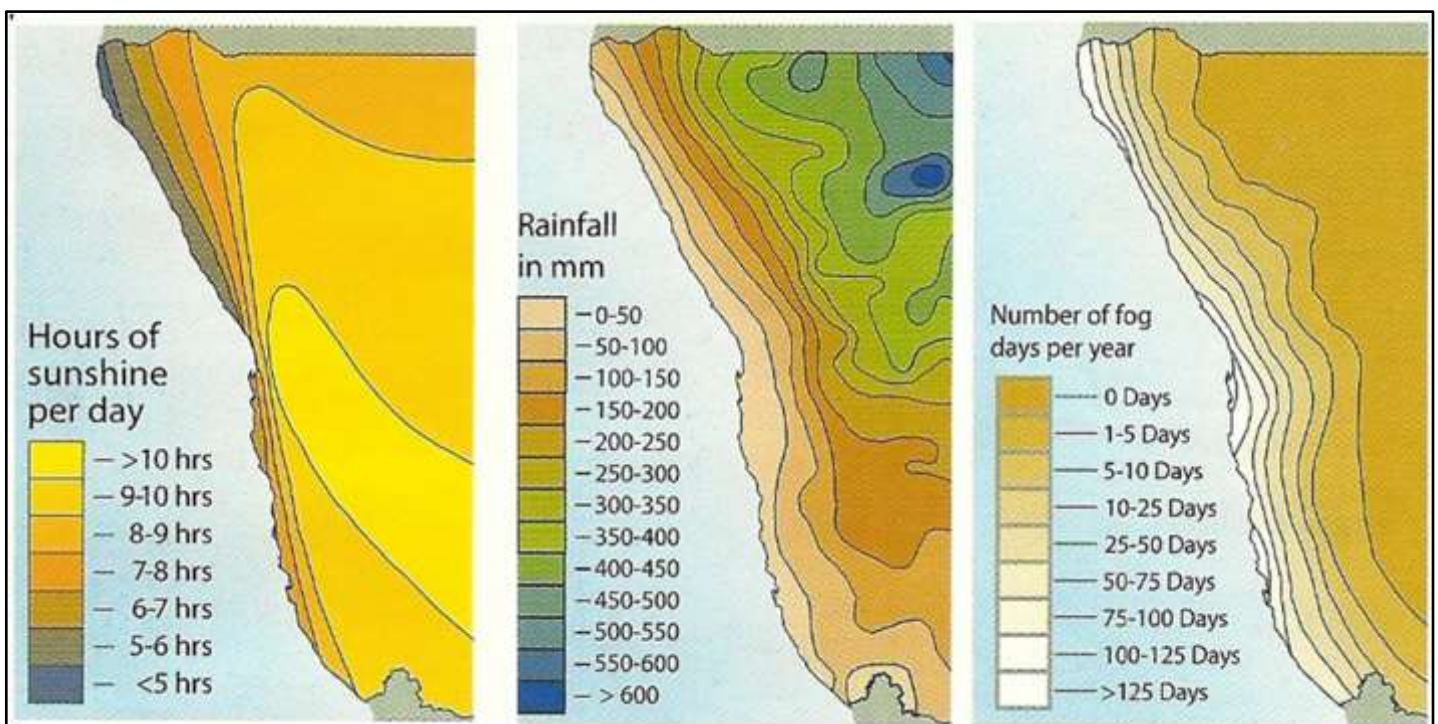 Hours of
sunshine
per day
>10 hrs
9-10 hrs
8-9 hrs
7-8 hrs
6-7 hrs
5-6 hrs
<5 hrs
Rainfall
in mm
0-50
50-100
100-150
150-200
200-250
250-300
300-350
350-400
400-450
450-500
500-550
550-600
> 600
Number of fog
days per year
0 Days
1-5 Days
5-10 Days
10-25 Days
25-50 Days
50-75 Days
75-100 Days
100-125 Days
>125 Days